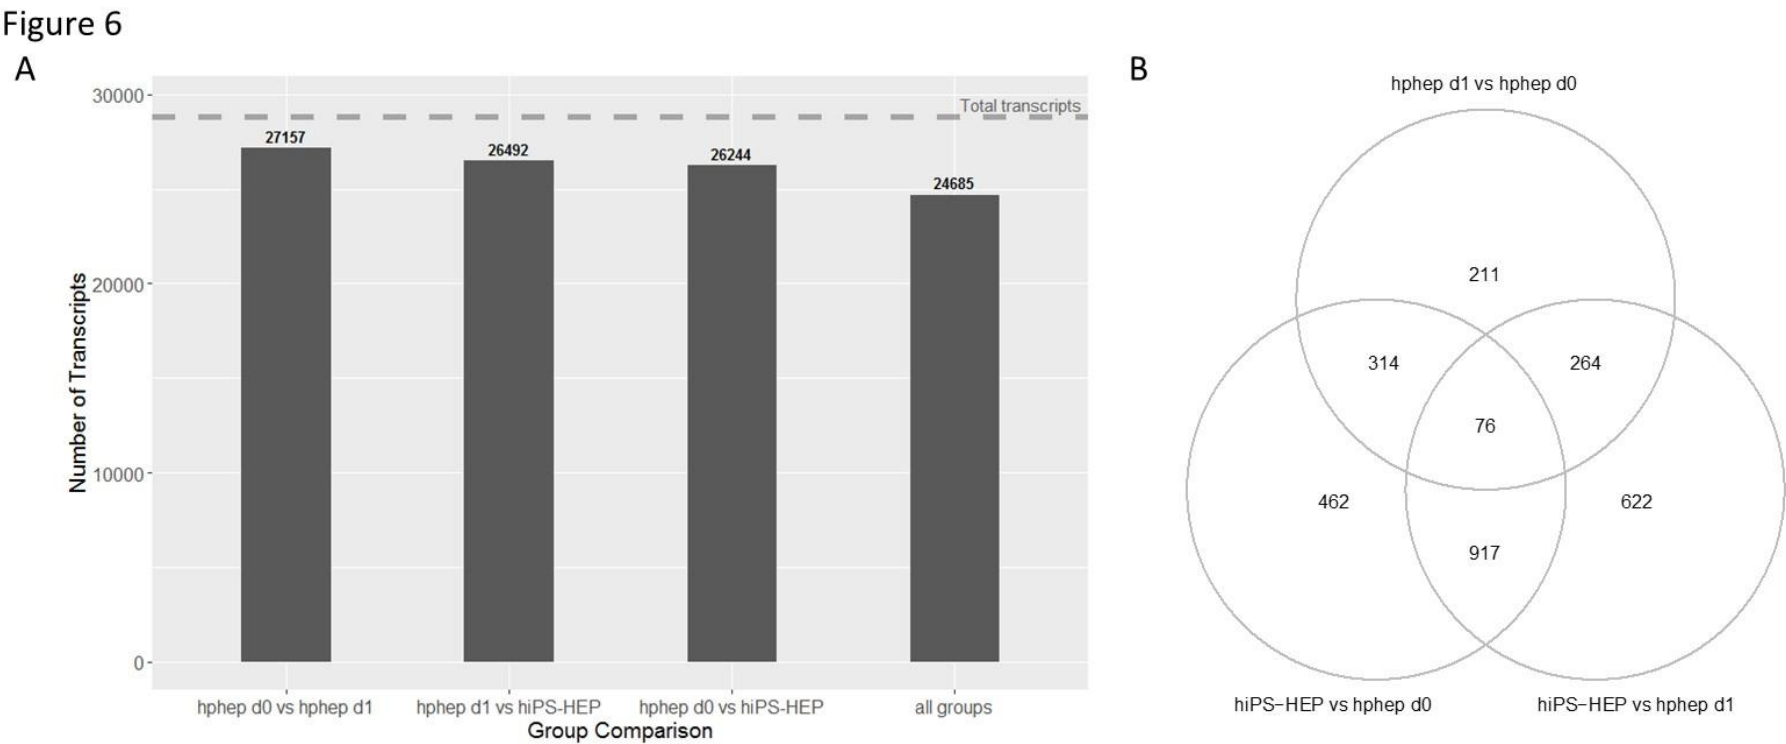 Figure 6
A
Number of Transcripts
30000
20000
10000
0
Total transcripts
27157
26492
26244
24685
hphep d0 vs hphep d1
hphep d1 vs hiPS-HEP
hphep d0 vs hiPS-HEP
all groups
Group Comparison
B
hphep d1 vs hphep d0
211
314
264
76
462
622
917
hiPS−HEP vs hphep d0
hiPS−HEP vs hphep d1